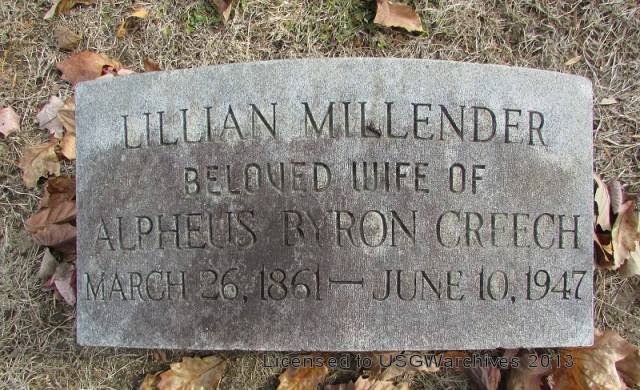 LILLIAN MILLENDER
BELOVED WIFE OF
ALPHEUS BYRON CREECH
MARCH 26, 1861 — JUNE 10, 1947
Licensed to USGWarchives 2013